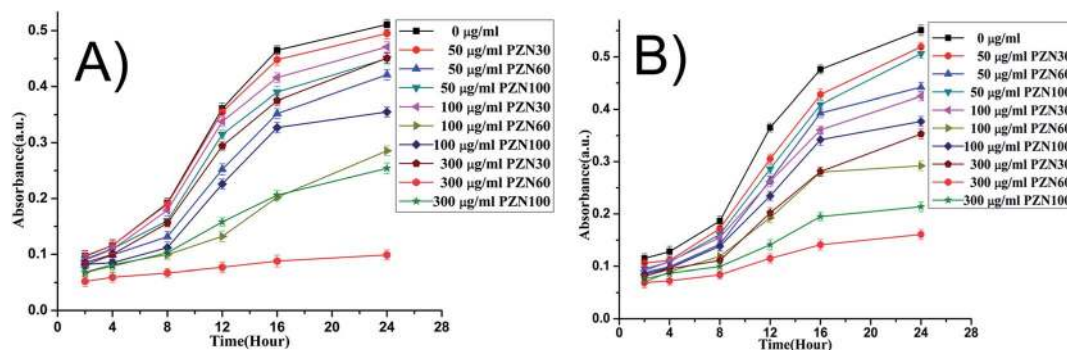 A)
0.5
0.4
0.3
0.2
0.1
0.0
Absorbance(a.u.)
0 4 8 12 16 20 24 28
Time(Hour)
0 μg/ml
50 μg/ml PZN30
50 μg/ml PZN60
50 μg/ml PZN100
100 μg/ml PZN30
100 μg/ml PZN60
100 μg/ml PZN100
300 μg/ml PZN30
300 μg/ml PZN60
300 μg/ml PZN100
B)
0.5
0.4
0.3
0.2
0.1
0.0
Absorbance(a.u.)
0 4 8 12 16 20 24 28
Time(Hour)
0 μg/ml
50 μg/ml PZN30
50 μg/ml PZN60
50 μg/ml PZN100
100 μg/ml PZN30
100 μg/ml PZN60
100 μg/ml PZN100
300 μg/ml PZN30
300 μg/ml PZN60
300 μg/ml PZN100